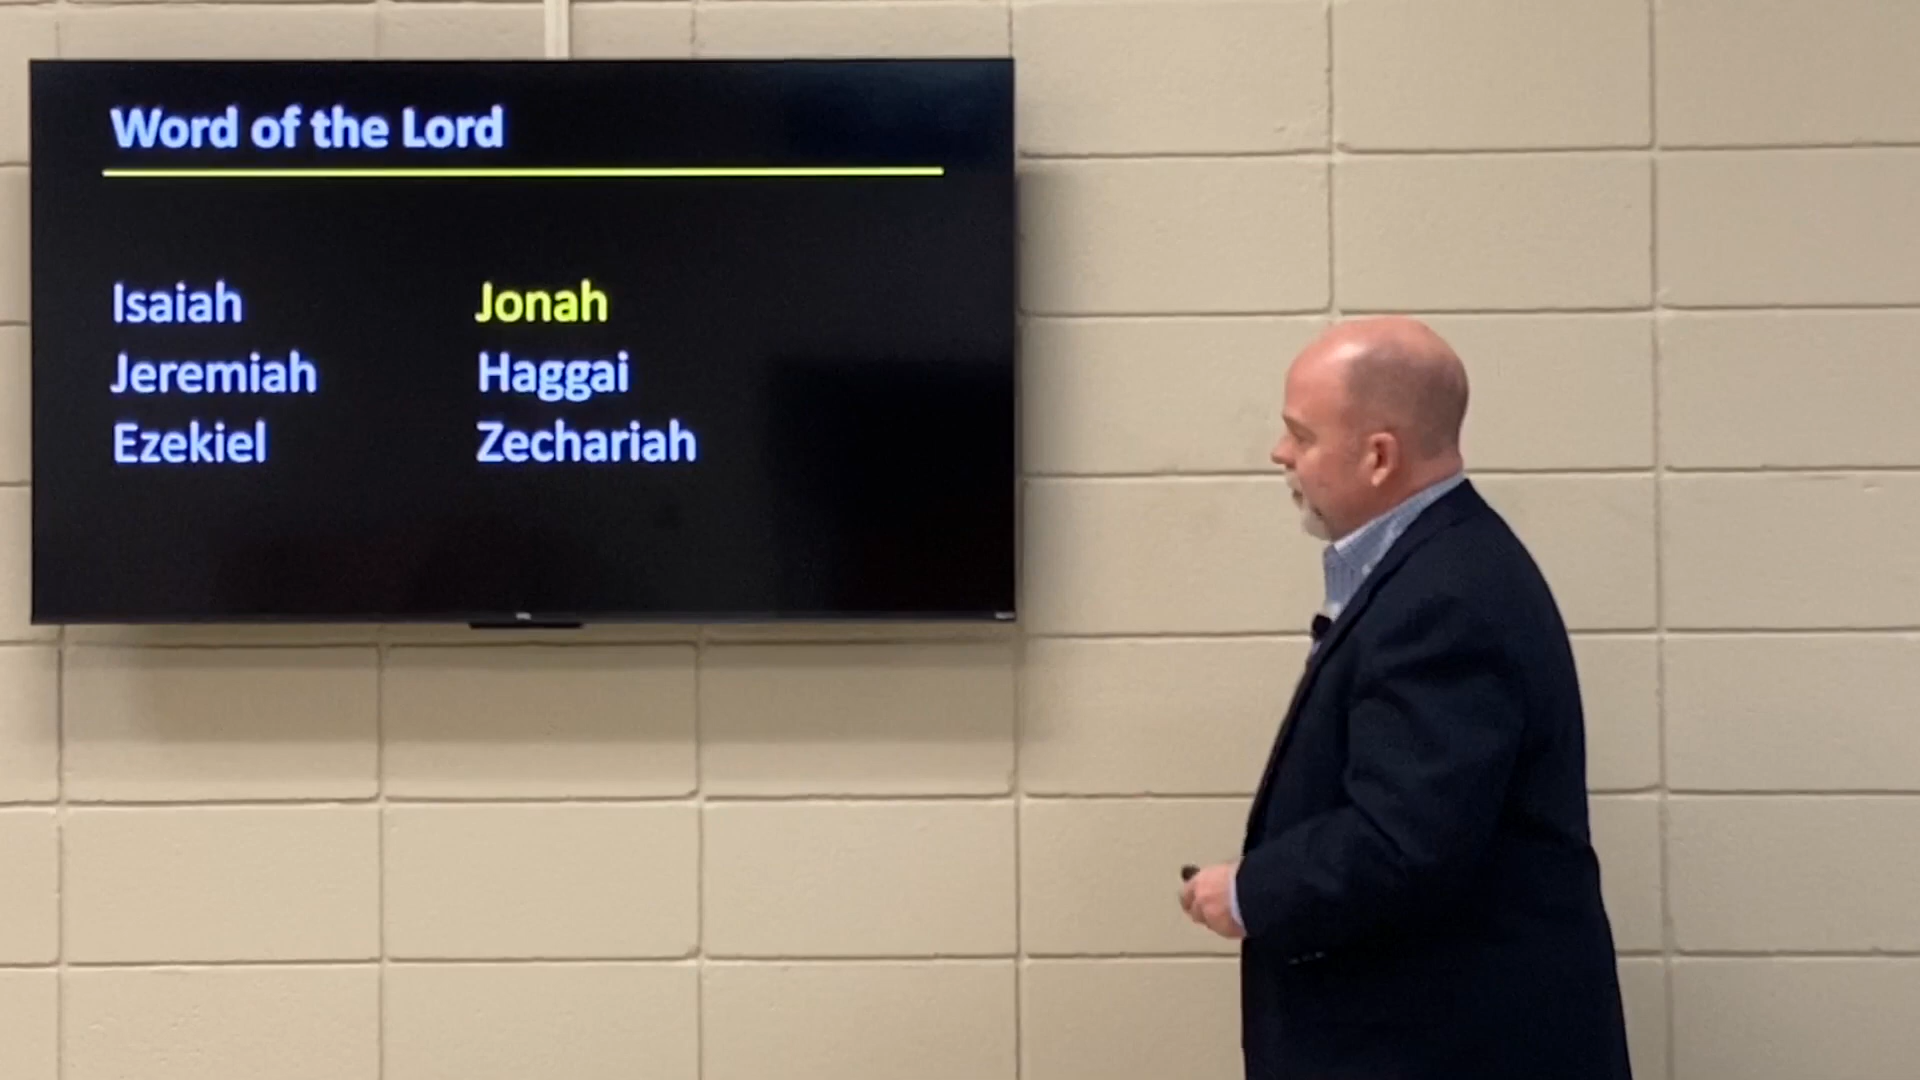 Word of the Lord
Isaiah
Jeremiah
Ezekiel
Jonah
Haggai
Zechariah